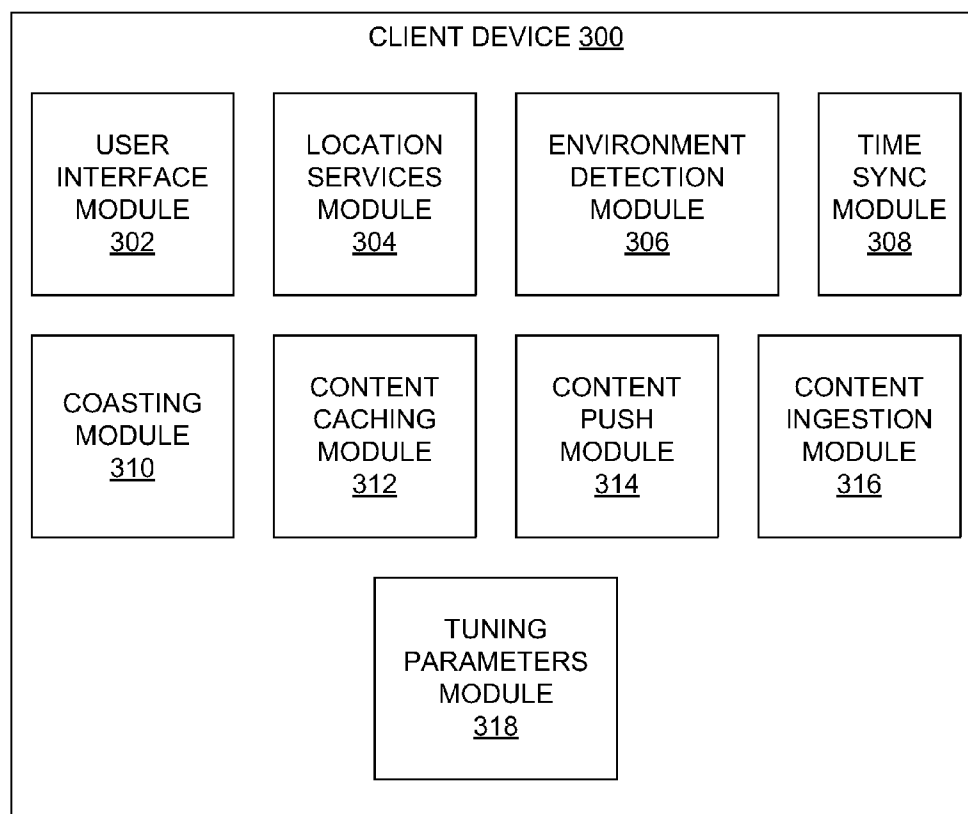 CLIENT DEVICE 300
USER
INTERFACE
MODULE
302
LOCATION
SERVICES
MODULE
304
ENVIRONMENT
DETECTION
MODULE
306
TIME
SYNC
MODULE
308
COASTING
MODULE
310
CONTENT
CACHING
MODULE
312
CONTENT
PUSH
MODULE
314
CONTENT
INGESTION
MODULE
316
TUNING
PARAMETERS
MODULE
318